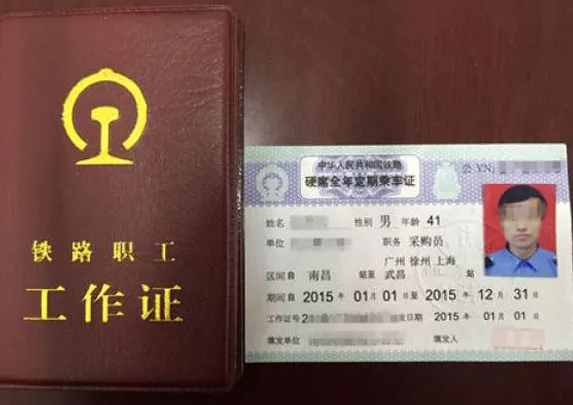 铁路职工
工作证
中华人民共和国铁路
硬席全年定期乘车证
公 YN:
姓名 性别 男 年龄 41
单位 职务 采购员
广州 徐州 上海
区间自 南昌 站至 武昌 站
期间自 2015 年 01 月 01 日至 2015 年 12 月 31 日
工作证号 2 发日期 2015 年 01 月 01 日
填发单位 填发人